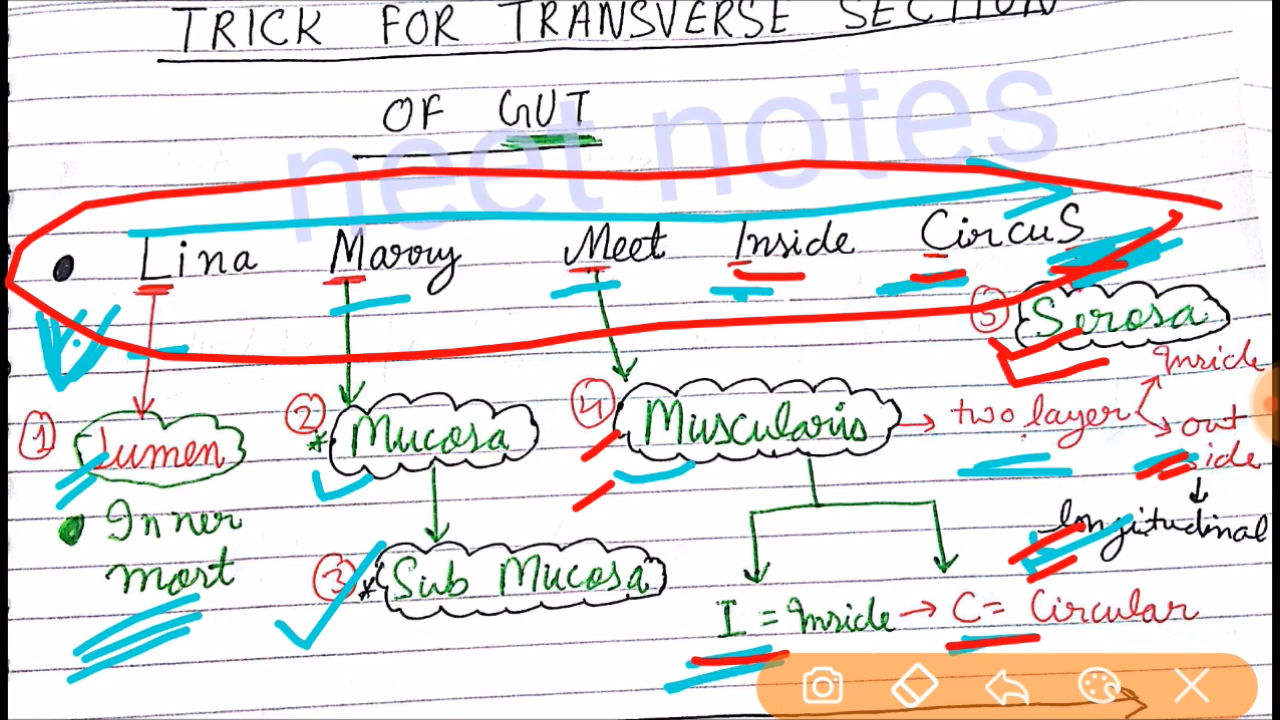 TRICK FOR TRANSVERSE SECTION
OF GUT
neet notes
• Lina Marry Meet Inside CircuS
⑤ Serosa
① Lumen
② * Mucosa
④ Muscularis → two layer
Inside
out side
• Inner most
③ * Sub Mucosa
longitudinal
I = Inside → C = Circular